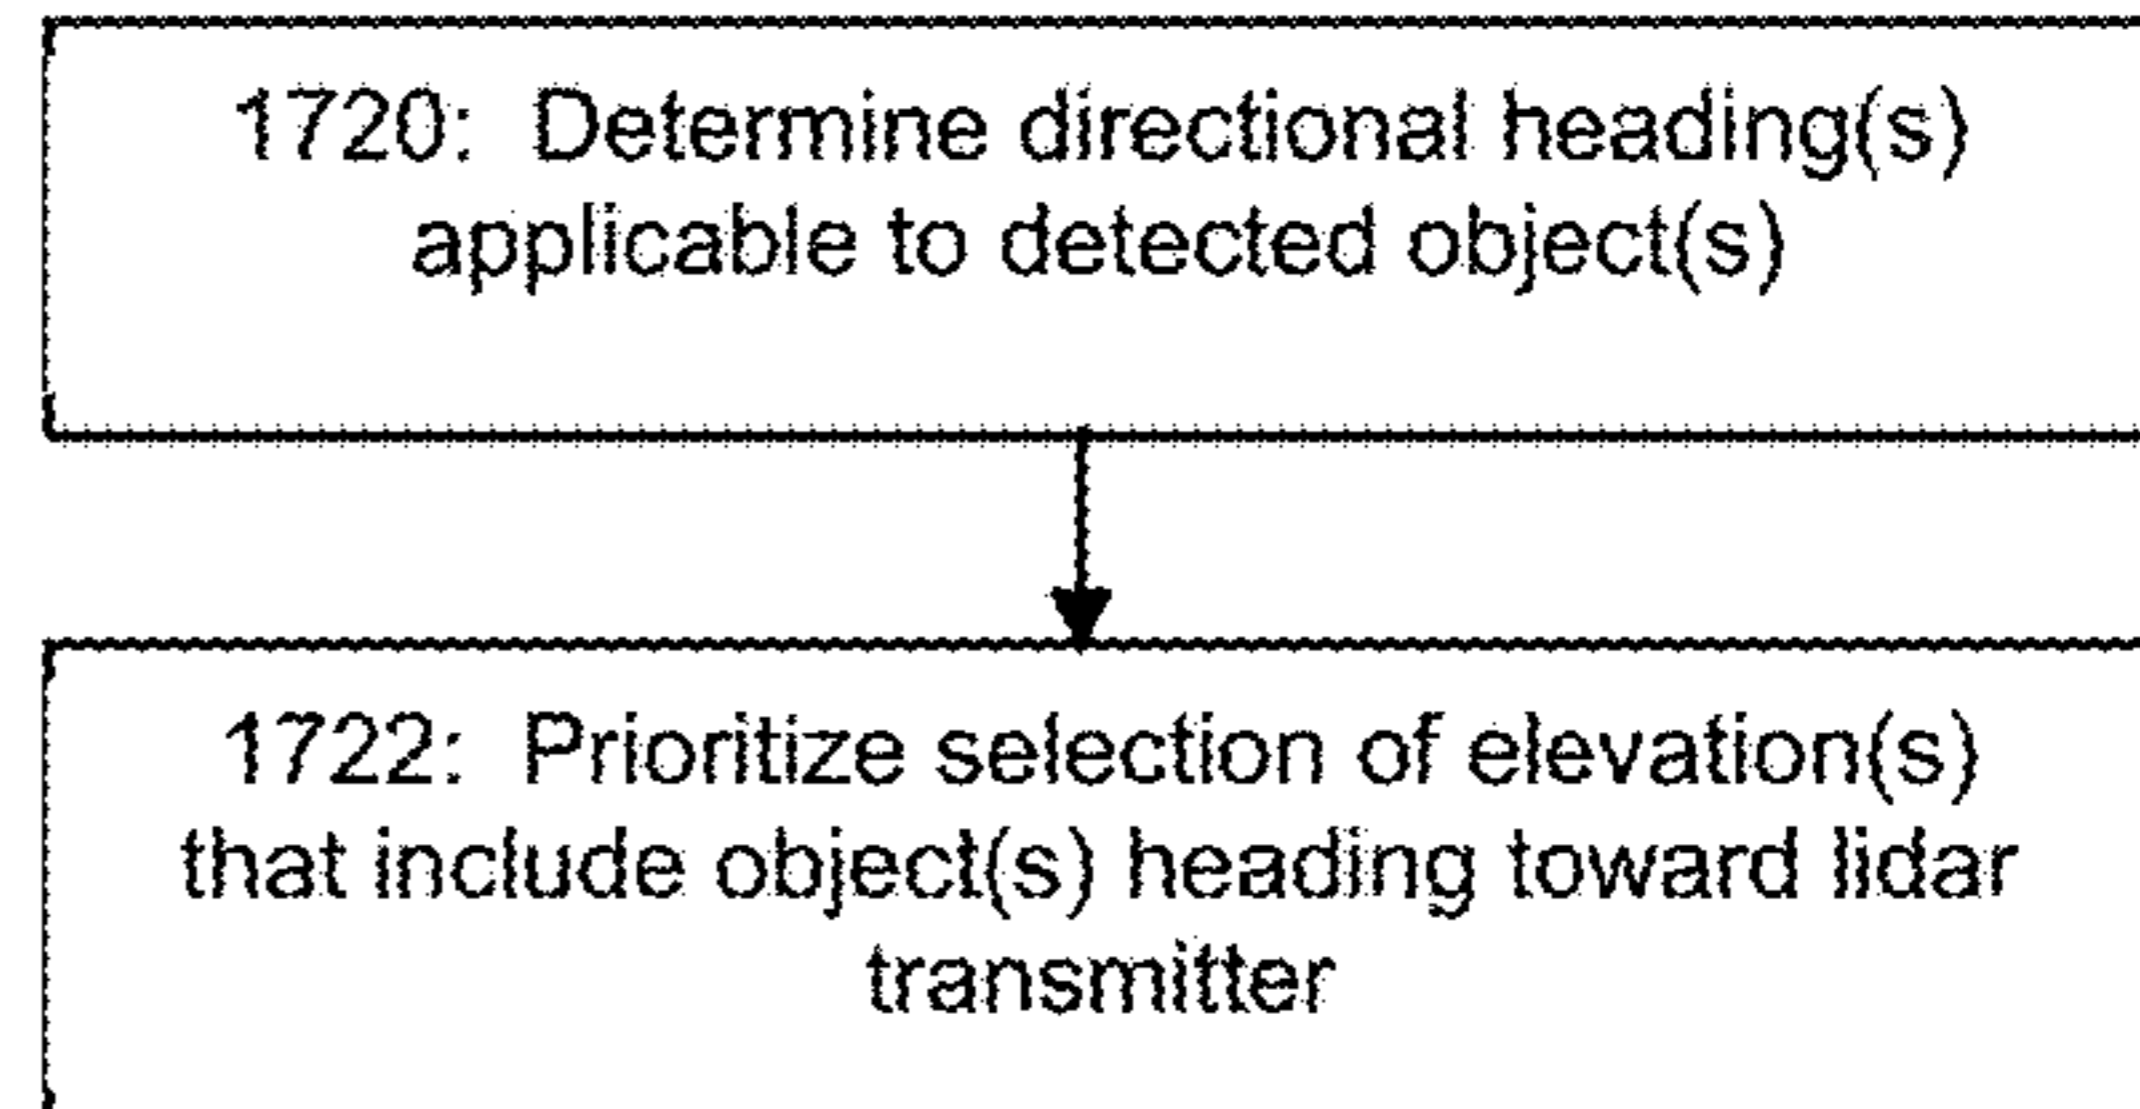 1720: Determine directional heading(s)
applicable to detected object(s)
1722: Prioritize selection of elevation(s)
that include object(s) heading toward lidar
transmitter